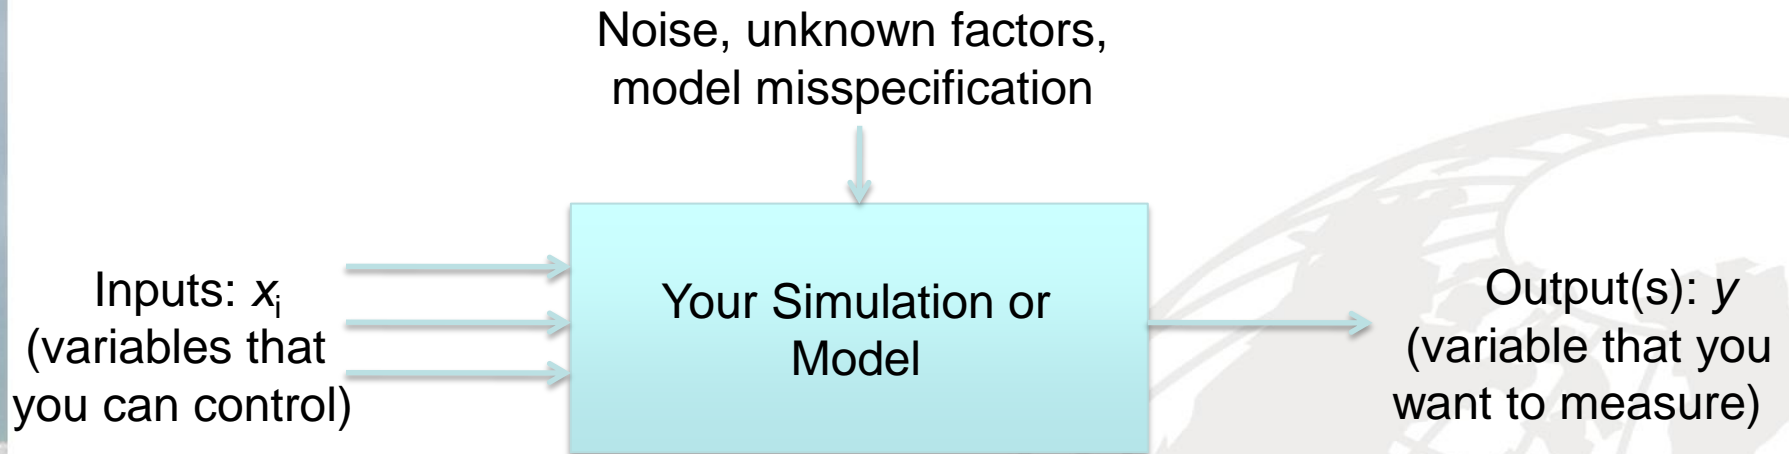 Noise, unknown factors,
model misspecification
Inputs: xi
(variables that
you can control)
Your Simulation or
Model
Output(s): y
(variable that you
want to measure)